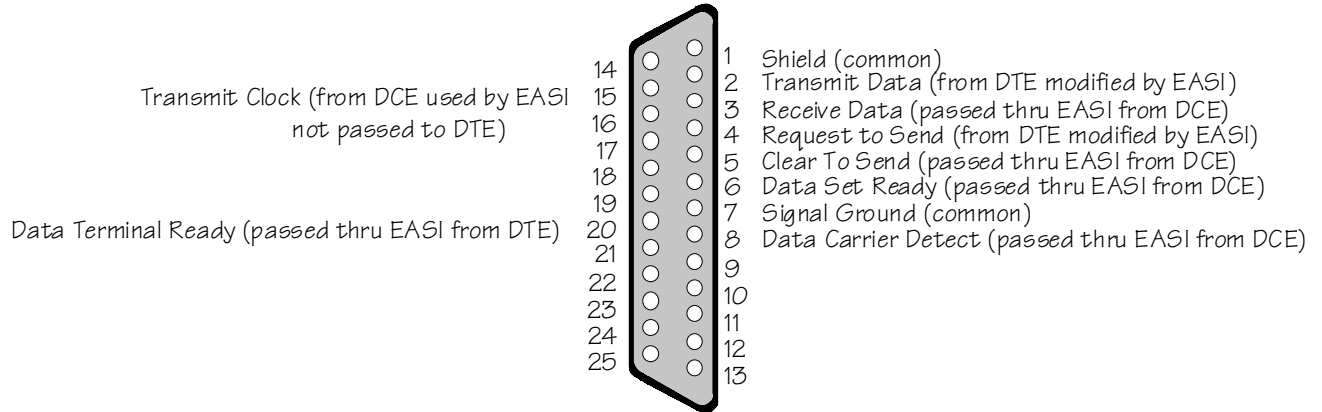 14
Transmit Clock (from DCE used by EASI 15
not passed to DTE) 16
17
18
19
Data Terminal Ready (passed thru EASI from DTE) 20
21
22
23
24
25
1 Shield (common)
2 Transmit Data (from DTE modified by EASI)
3 Receive Data (passed thru EASI from DCE)
4 Request to Send (from DTE modified by EASI)
5 Clear To Send (passed thru EASI from DCE)
6 Data Set Ready (passed thru EASI from DCE)
7 Signal Ground (common)
8 Data Carrier Detect (passed thru EASI from DCE)
9
10
11
12
13